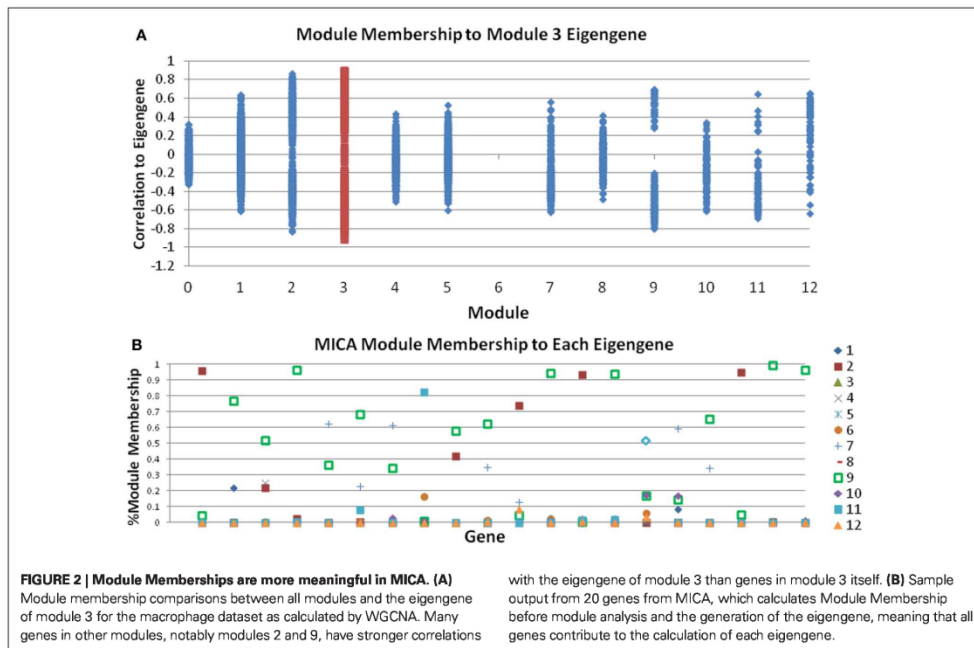 A
Module Membership to Module 3 Eigengene
Correlation to Eigengene
1
0.8
0.6
0.4
0.2
0
-0.2
-0.4
-0.6
-0.8
-1
-1.2
0 1 2 3 4 5 6 7 8 9 10 11 12
Module
B
MICA Module Membership to Each Eigengene
%Module Membership
1
0.9
0.8
0.7
0.6
0.5
0.4
0.3
0.2
0.1
0
Gene
1
2
3
4
5
6
7
8
9
10
11
12
FIGURE 2 | Module Memberships are more meaningful in MICA. (A)
Module membership comparisons between all modules and the eigengene
of module 3 for the macrophage dataset as calculated by WGCNA. Many
genes in other modules, notably modules 2 and 9, have stronger correlations
with the eigengene of module 3 than genes in module 3 itself. (B) Sample
output from 20 genes from MICA, which calculates Module Membership
before module analysis and the generation of the eigengene, meaning that all
genes contribute to the calculation of each eigengene.